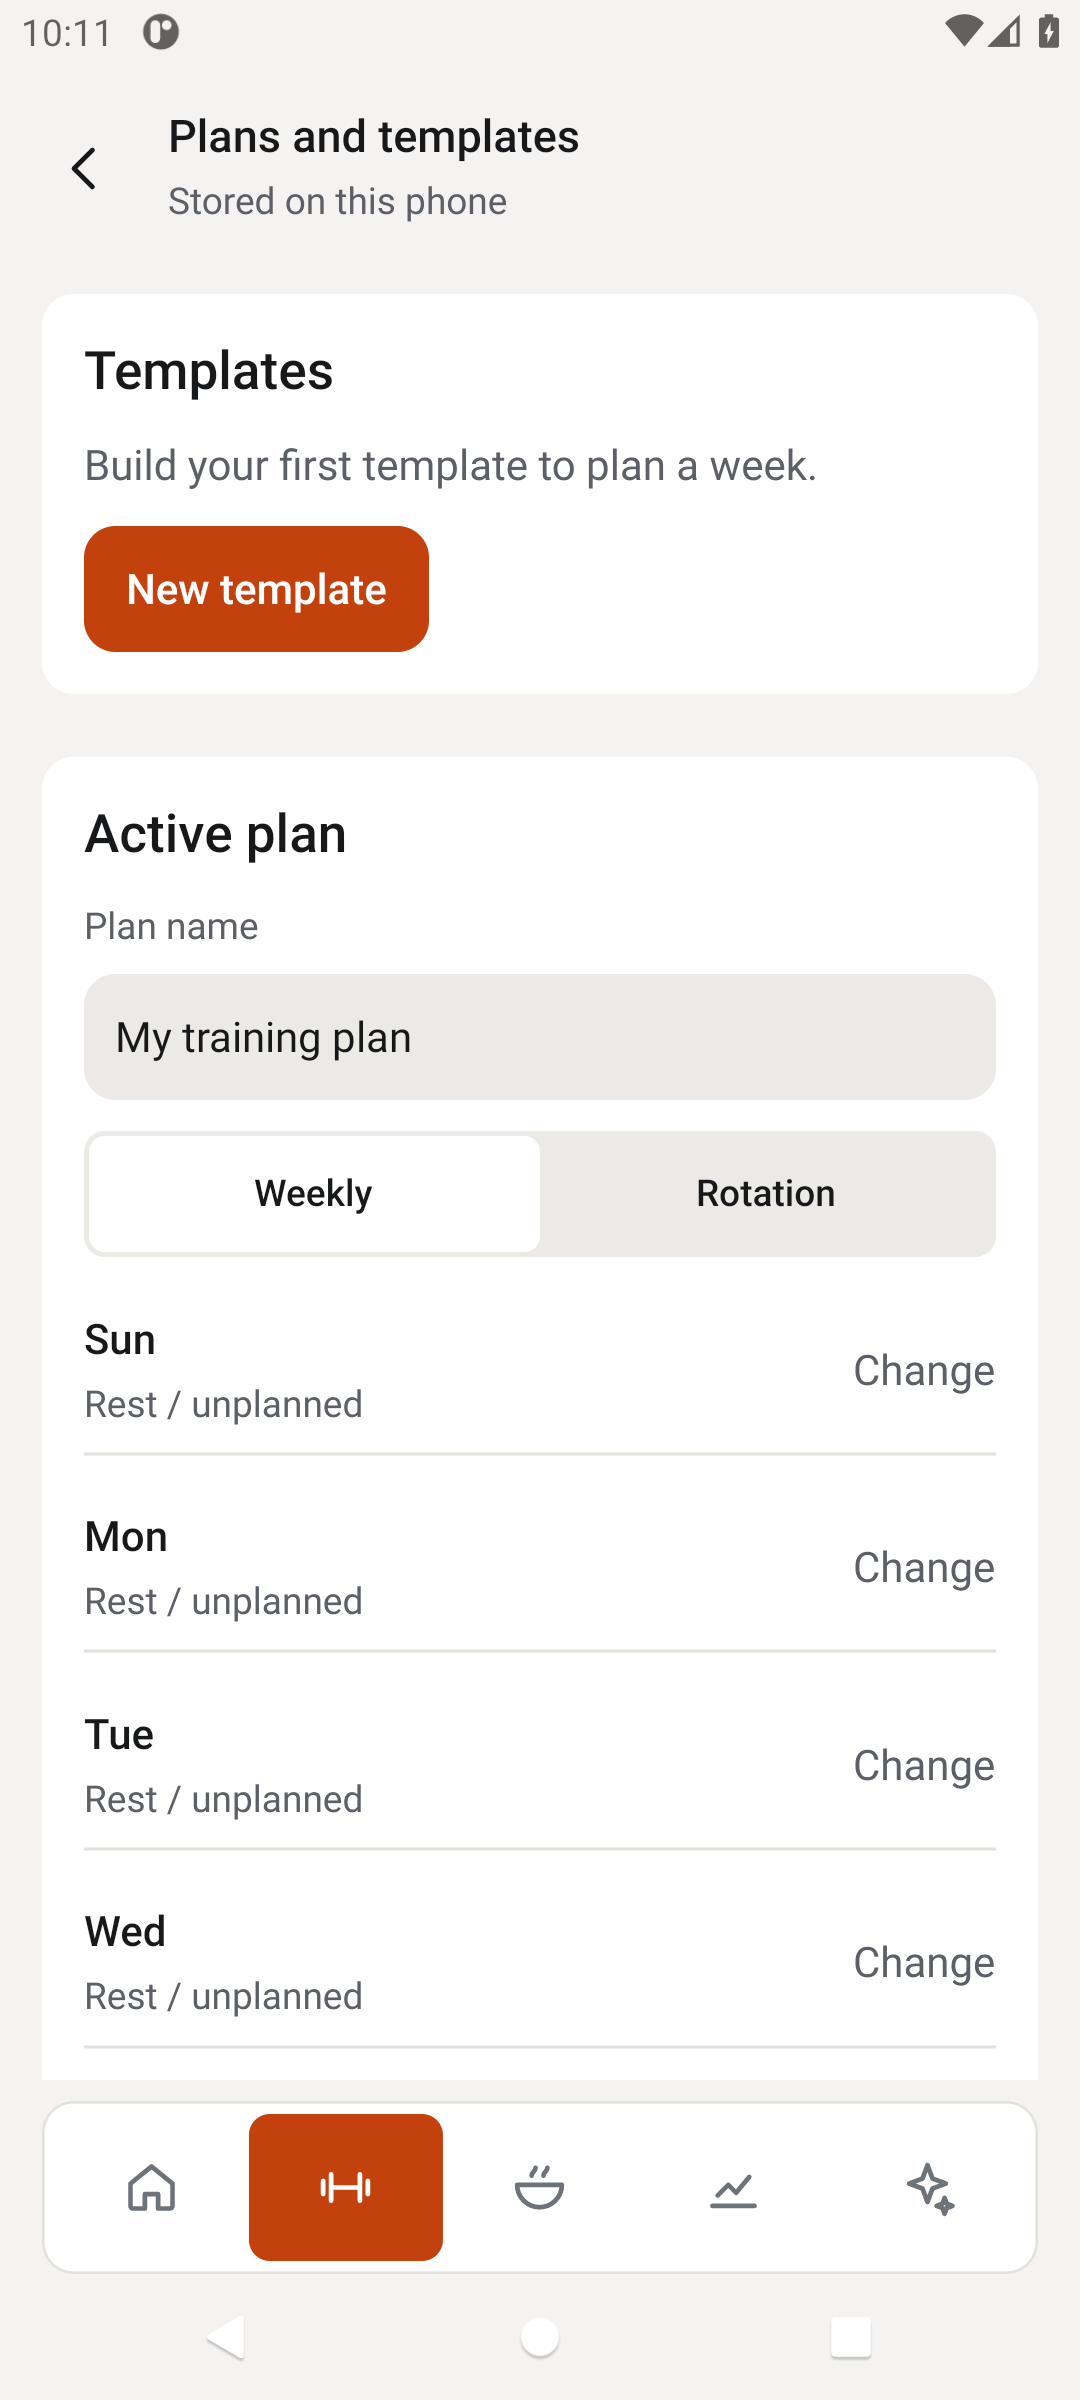 10:11
Plans and templates
Stored on this phone
Templates
Build your first template to plan a week.
New template
Active plan
Plan name
My training plan
Weekly
Rotation
Sun
Rest / unplanned
Change
Mon
Rest / unplanned
Change
Tue
Rest / unplanned
Change
Wed
Rest / unplanned
Change